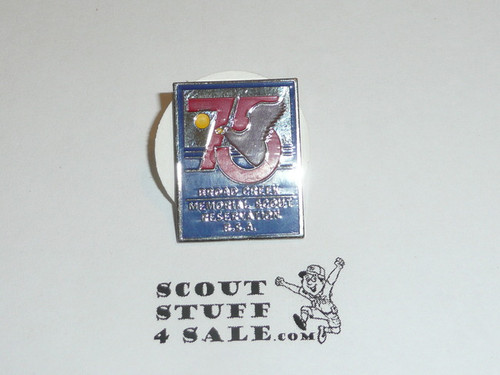 75
BROAD CREEK
MEMORIAL SCOUT
RESERVATION
B.S.A.
SCOUT
STUFF
4 SALE.COM